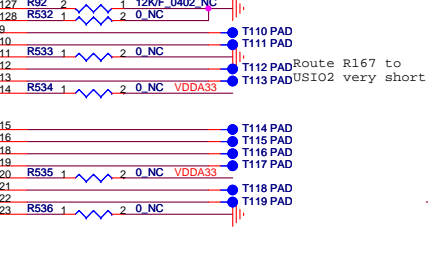 127 R92 2 1 12K/F_0402_NC
128 R532 2 0_NC
9 T110 PAD
10 T111 PAD
11 R533 1 2 0_NC
12 T112 PAD
Route R167 to
13 T113 PAD
USIO2 very short
14 R534 1 2 0_NC VDDA33
15 T114 PAD
16 T115 PAD
18 T116 PAD
19 T117 PAD
20 R535 1 2 0_NC VDDA33
21 T118 PAD
22 T119 PAD
23 R536 1 2 0_NC